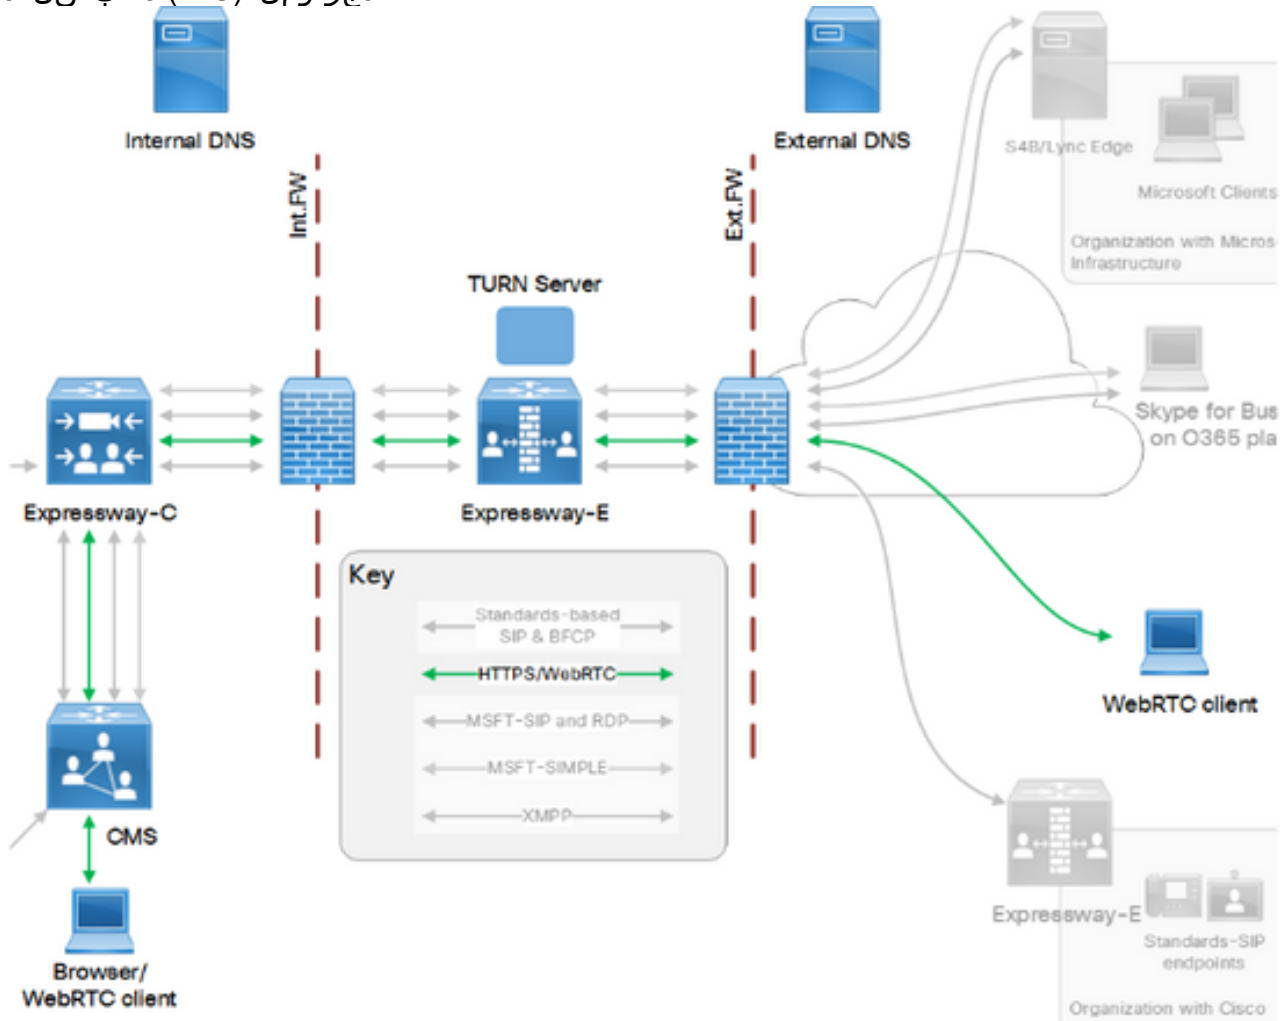 Internal DNS
External DNS
S4B/Lync Edge
Microsoft Clients
Organization with Micros
Infrastructure
Int.FW
Ext.FW
TURN Server
Skype for Bus
on O365 pla
Expressway-C
Expressway-E
Key
Standards-based
SIP & BFCP
HTTPS/WebRTC
MSFT-SIP and RDP
MSFT-SIMPLE
XMPP
WebRTC client
CMS
Expressway-E
Standards-SIP
endpoints
Organization with Cisco
Browser/
WebRTC client